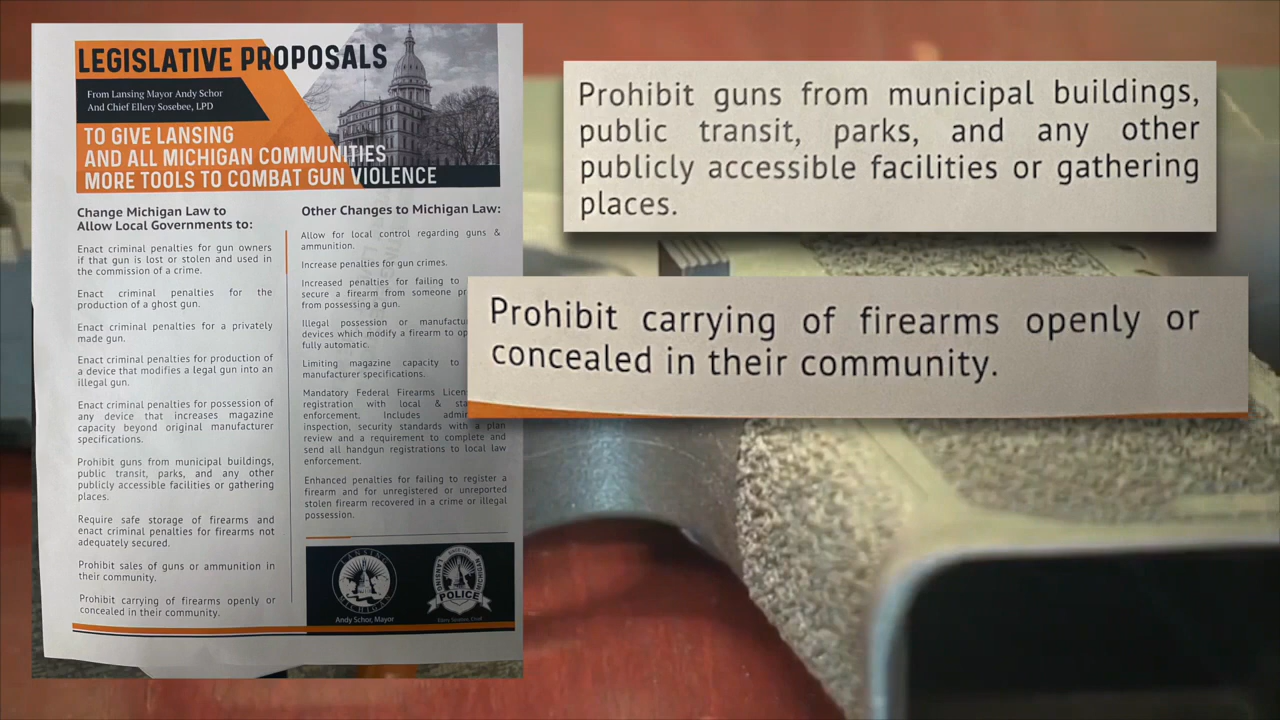 LEGISLATIVE PROPOSALS
From Lansing Mayor Andy Schor
And Chief Ellery Sosebee, LPD
TO GIVE LANSING
AND ALL MICHIGAN COMMUNITIES
MORE TOOLS TO COMBAT GUN VIOLENCE
Change Michigan Law to
Allow Local Governments to:
Enact criminal penalties for gun owners
if that gun is lost or stolen and used in
the commission of a crime.
Enact criminal penalties for the
production of a ghost gun.
Enact criminal penalties for a privately
made gun.
Enact criminal penalties for production of
a device that modifies a legal gun into an
illegal gun.
Enact criminal penalties for possession of
any device that increases magazine
capacity beyond original manufacturer
specifications.
Prohibit guns from municipal buildings,
public transit, parks, and any other
publicly accessible facilities or gathering
places.
Require safe storage of firearms and
enact criminal penalties for firearms not
adequately secured.
Prohibit sales of guns or ammunition in
their community.
Prohibit carrying of firearms openly or
concealed in their community.
Other Changes to Michigan Law:
Allow for local control regarding guns &
ammunition.
Increase penalties for gun crimes.
Increased penalties for failing to
secure a firearm from someone
from possessing a gun.
Illegal possession or
devices which modify a firearm to
fully automatic.
Limiting magazine capacity to
manufacturer specifications.
Mandatory Federal Firearms
registration with local &
enforcement. Includes
inspection, security standards with a plan
review and a requirement to complete and
send all handgun registrations to local law
enforcement.
Enhanced penalties for failing to register a
firearm and for unregistered or unreported
stolen firearm recovered in a crime or illegal
possession.
LANSING
MICHIGAN
Andy Schor, Mayor
LANSING
MICHIGAN
POLICE
Ellery Sosebee, Chief
Prohibit guns from municipal buildings,
public transit, parks, and any other
publicly accessible facilities or gathering
places.
Prohibit carrying of firearms openly or
concealed in their community.